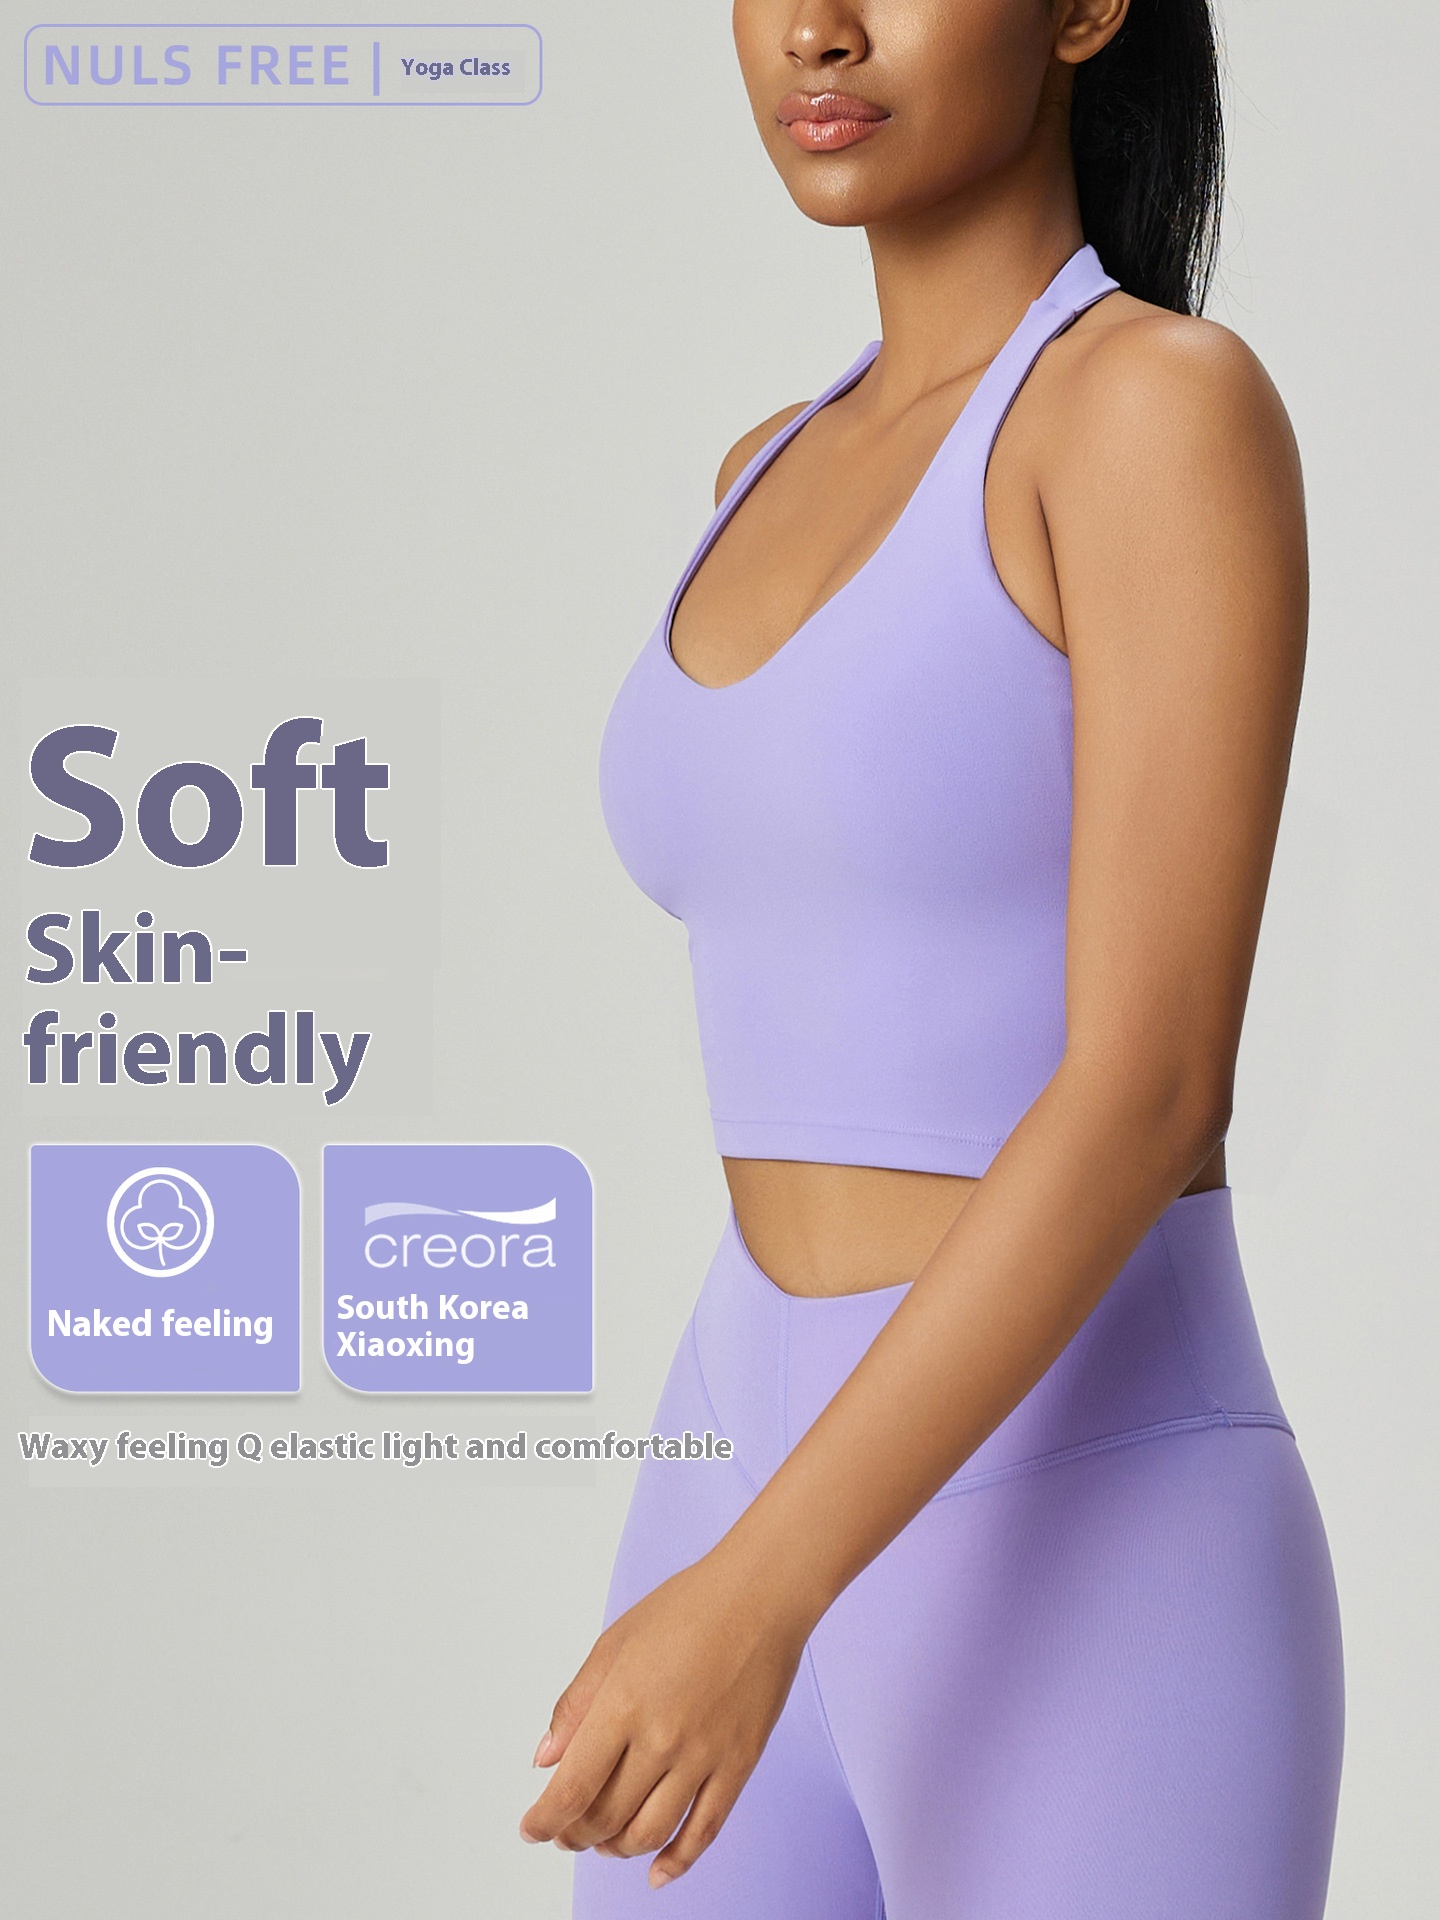 NULS FREE | Yoga Class
Soft
Skin-
friendly
Naked feeling
creora
South Korea
Xiaoxing
Waxy feeling Q elastic light and comfortable